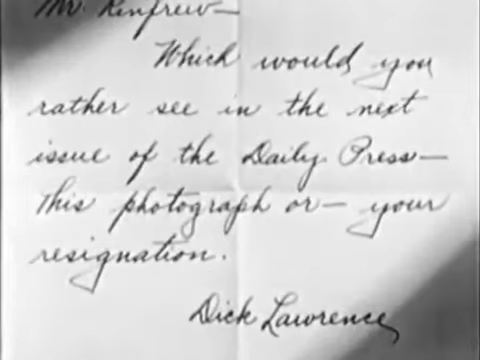 Mr. Renfrew—
Which would you
rather see in the next
issue of the Daily Press—
This photograph or— your
resignation.
Dick Lawrence